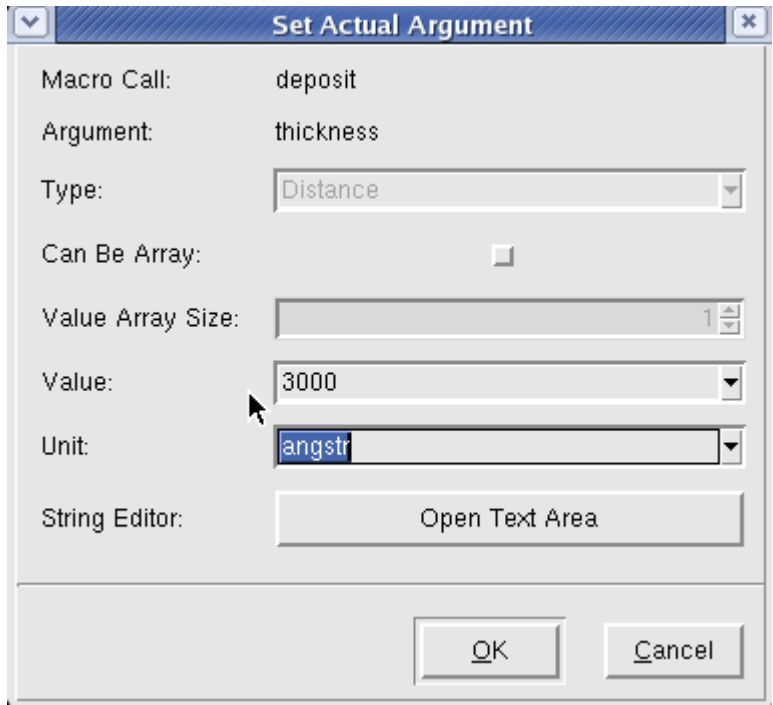 Set Actual Argument
Macro Call: deposit
Argument: thickness
Type: Distance
Can Be Array:
Value Array Size: 1
Value: 3000
Unit: angstr
String Editor: Open Text Area
OK Cancel